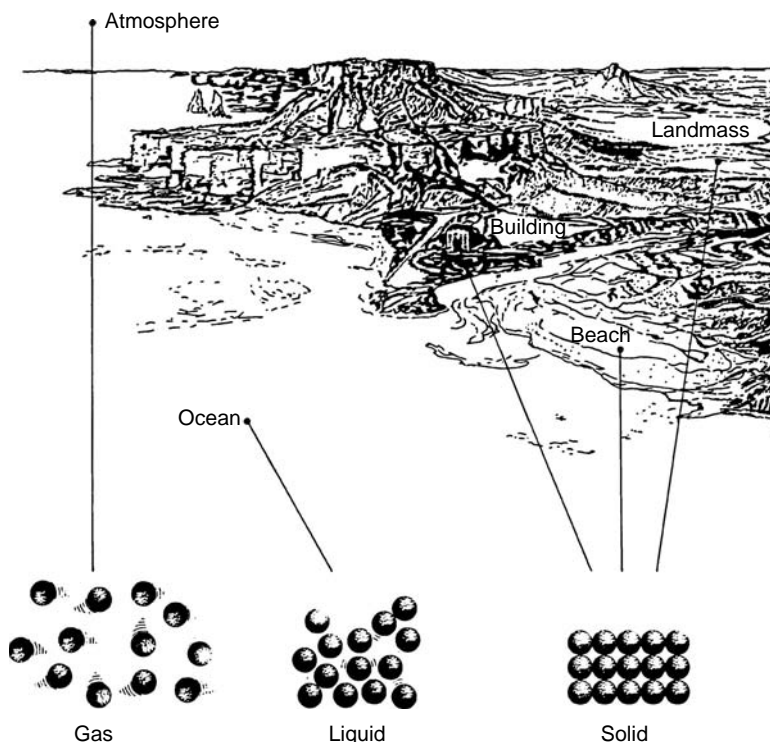 Atmosphere
Landmass
Building
Beach
Ocean
Gas
Liquid
Solid